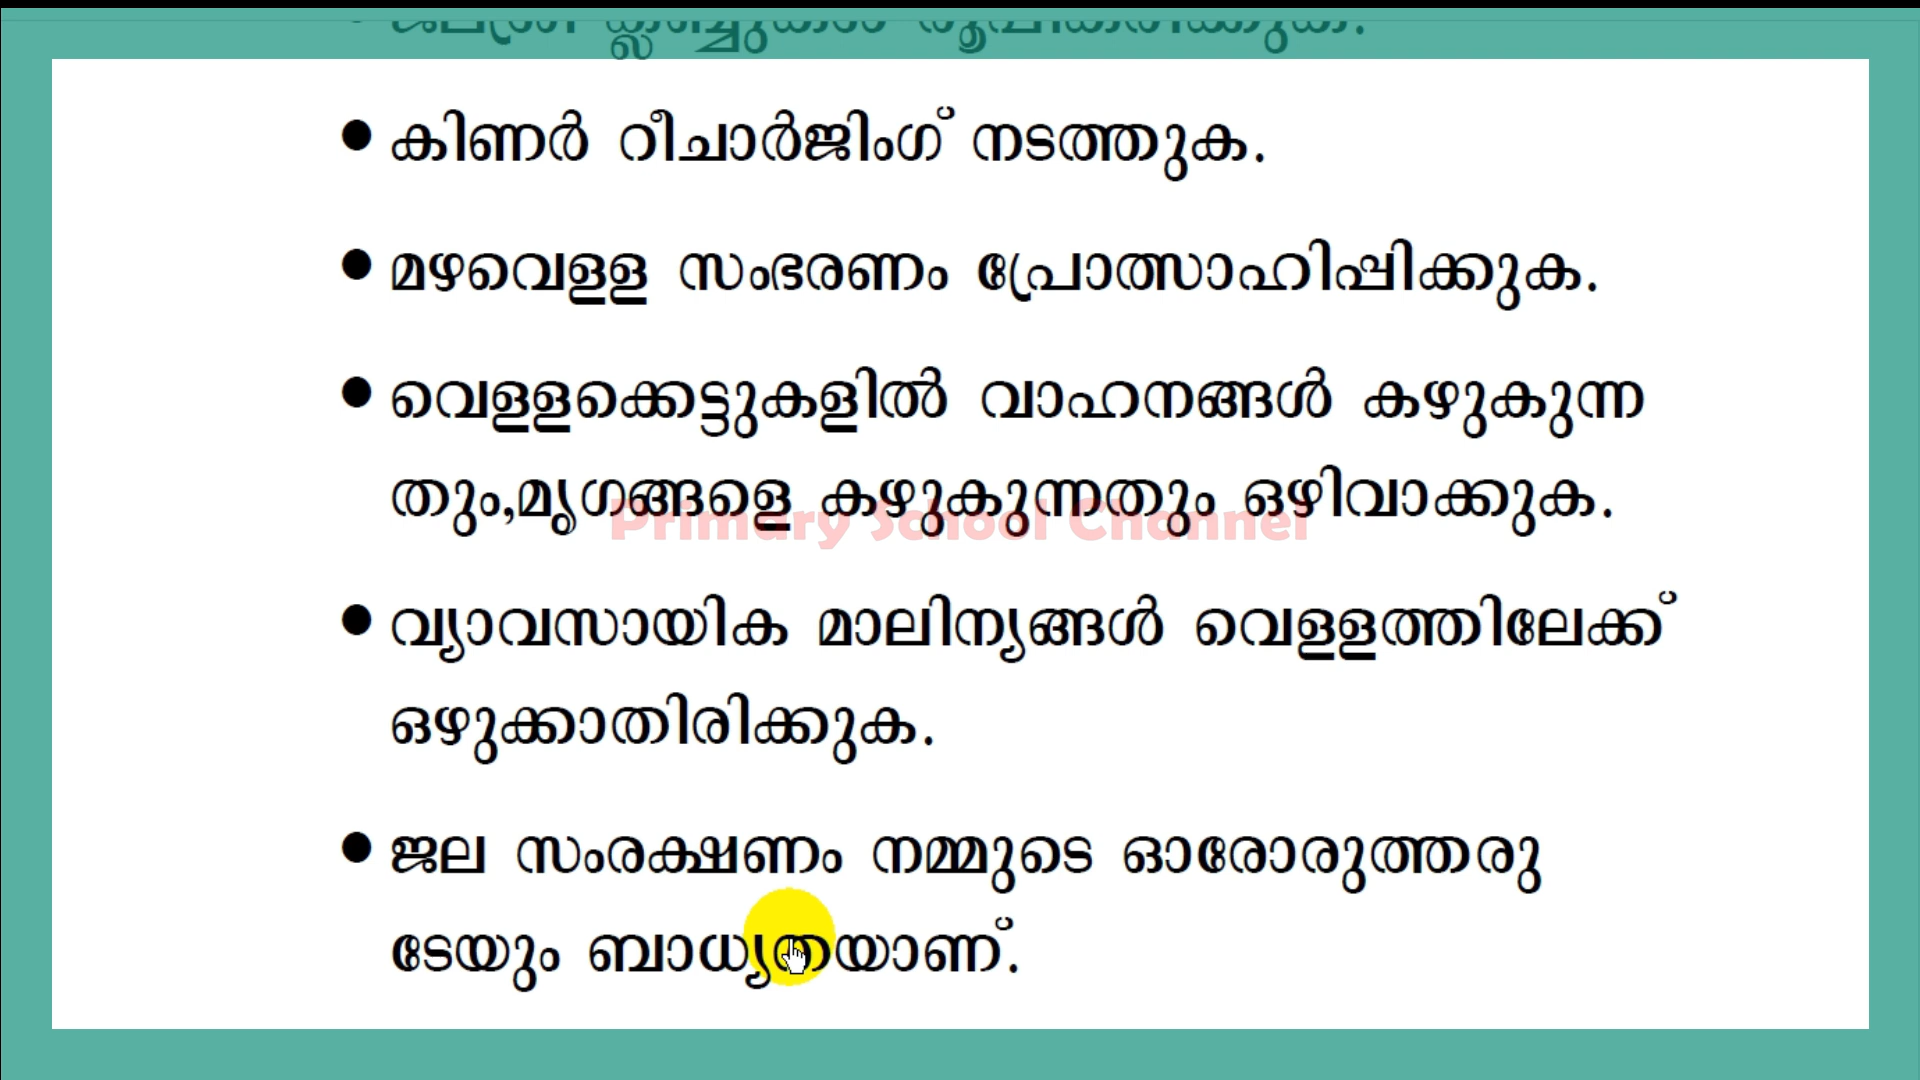 • കിണർ റീചാർജിംഗ് നടത്തുക.
• മഴവെള്ള സംഭരണം പ്രോത്സാഹിപ്പിക്കുക.
• വെള്ളക്കെട്ടുകളിൽ വാഹനങ്ങൾ കഴുകുന്ന
തും,മൃഗങ്ങളെ കഴുകുന്നതും ഒഴിവാക്കുക.
Primary School Channel
• വ്യാവസായിക മാലിന്യങ്ങൾ വെള്ളത്തിലേക്ക്
ഒഴുക്കാതിരിക്കുക.
• ജല സംരക്ഷണം നമ്മുടെ ഓരോരുത്തരു
ടേയും ബാധ്യതയാണ്.